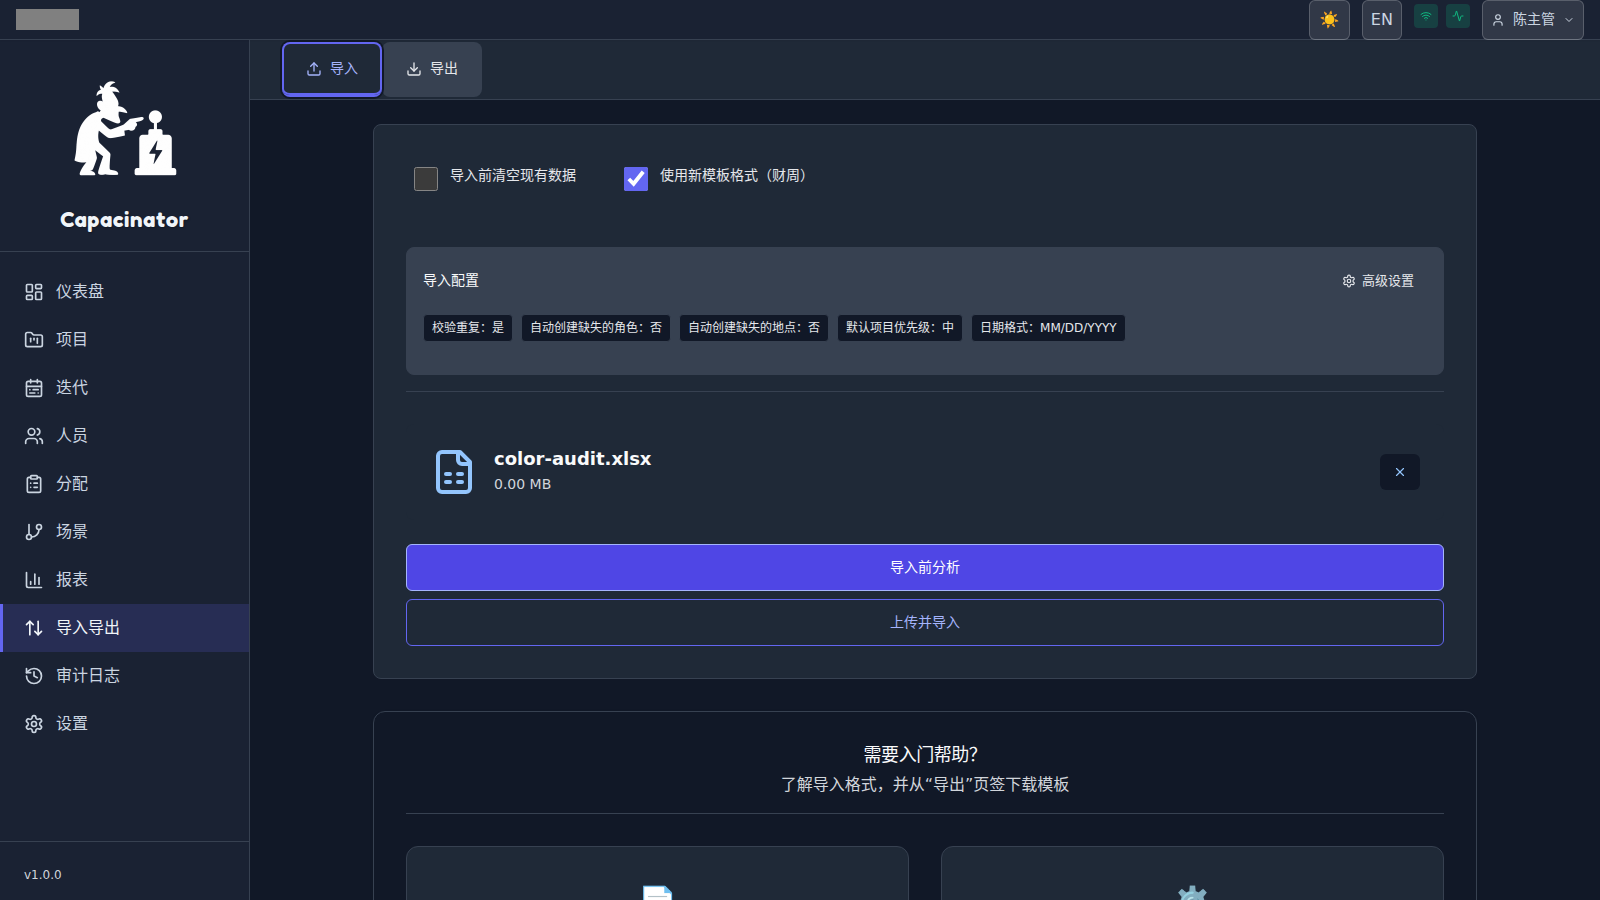 EN
陈主管
导入
导出
Capacinator
仪表盘
项目
迭代
人员
分配
场景
报表
导入导出
审计日志
设置
v1.0.0
导入前清空现有数据
使用新模板格式（财周）
导入配置
高级设置
校验重复：是
自动创建缺失的角色：否
自动创建缺失的地点：否
默认项目优先级：中
日期格式：MM/DD/YYYY
color-audit.xlsx
0.00 MB
导入前分析
上传并导入
需要入门帮助？
了解导入格式，并从“导出”页签下载模板